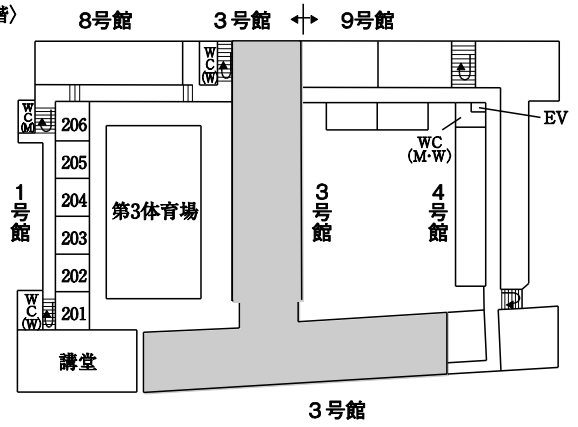 階〉
8号館
3号館
9号館
WC(W)
WC(M)
206
EV
WC
(M·W)
205
1号館
204
第3体育場
3号館
4号館
203
202
WC(W)
201
講堂
3号館